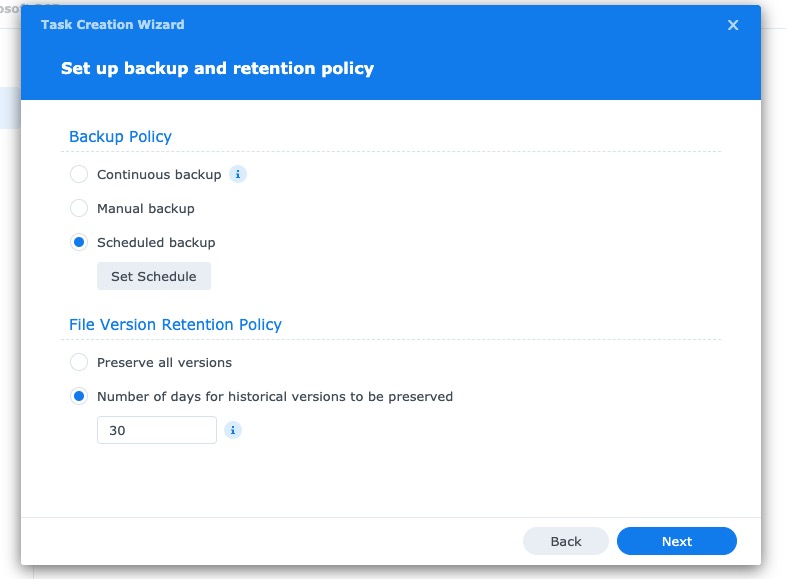 Task Creation Wizard
Set up backup and retention policy
Backup Policy
Continuous backup
Manual backup
Scheduled backup
Set Schedule
File Version Retention Policy
Preserve all versions
Number of days for historical versions to be preserved
30
Back
Next